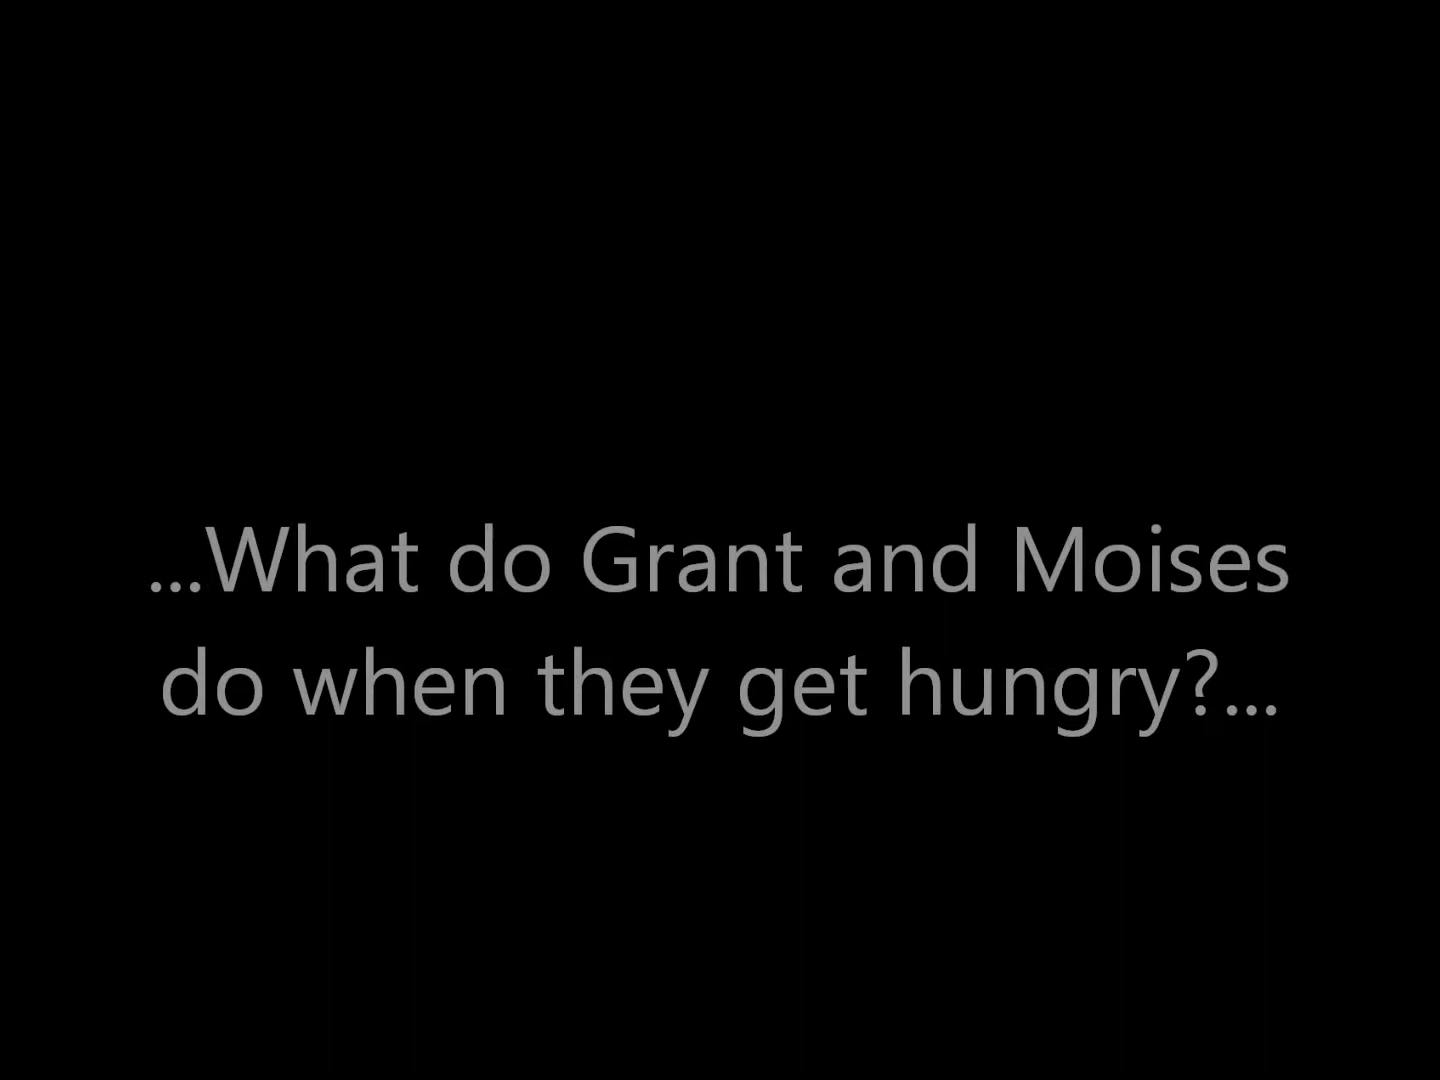 ...What do Grant and Moises
do when they get hungry?...